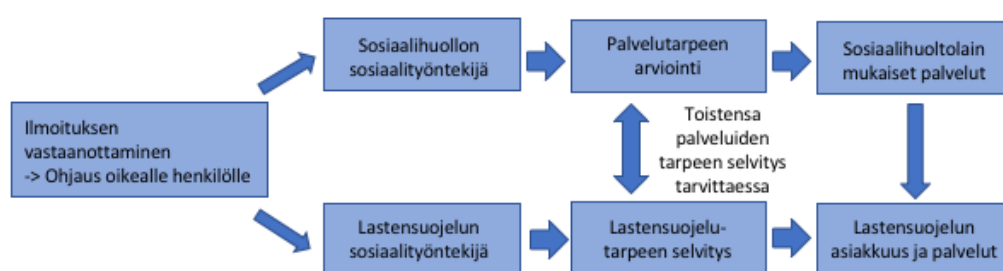 Sosiaalihuollon
sosiaalityöntekijä
Palvelutarpeen
arviointi
Sosiaalihuoltolain
mukaiset palvelut
Ilmoituksen
vastaanottaminen
-> Ohjaus oikealle henkilölle
Toistensa
palveluiden
tarpeen selvitys
tarvittaessa
Lastensuojelun
sosiaalityöntekijä
Lastensuojelu-
tarpeen selvitys
Lastensuojelun
asiakkuus ja palvelut